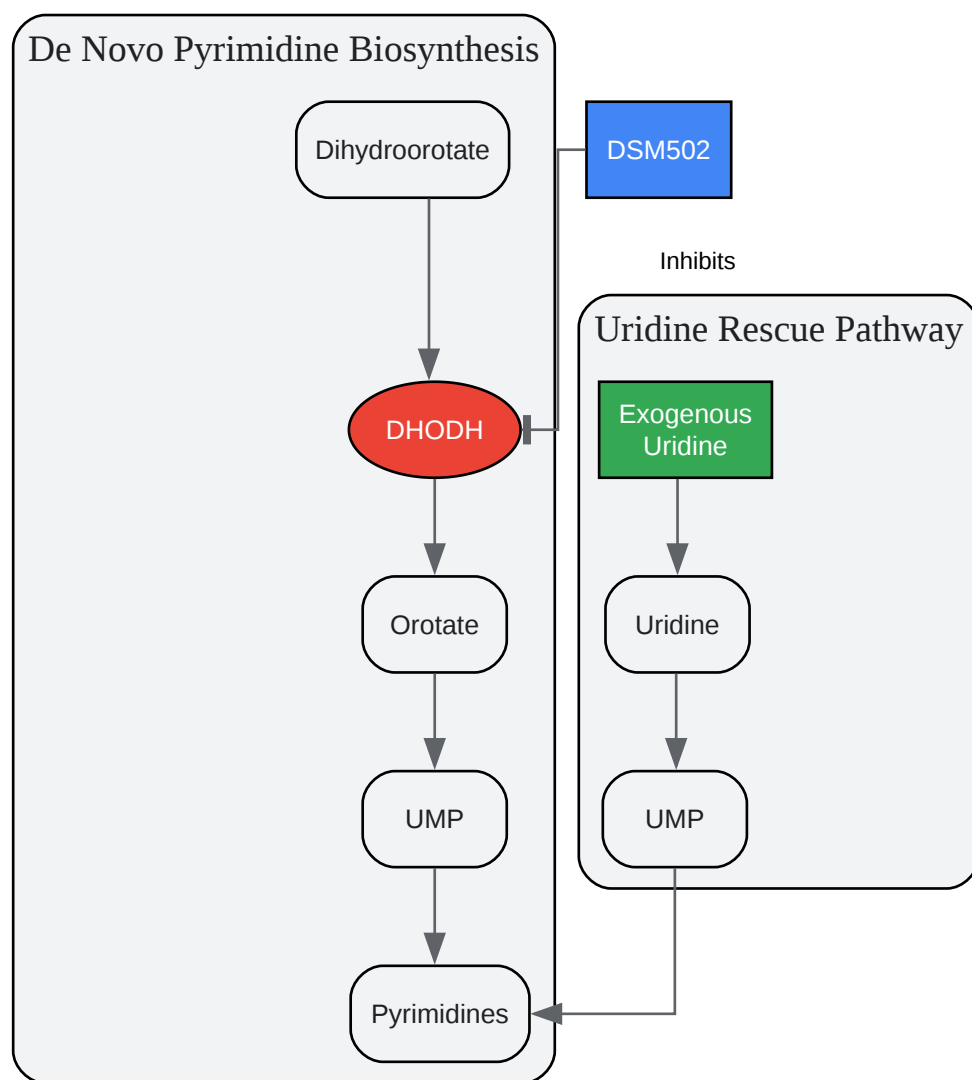 De Novo Pyrimidine Biosynthesis
Dihydroorotate
DSM502
Inhibits
Uridine Rescue Pathway
DHODH
Exogenous
Uridine
Orotate
Uridine
UMP
UMP
Pyrimidines